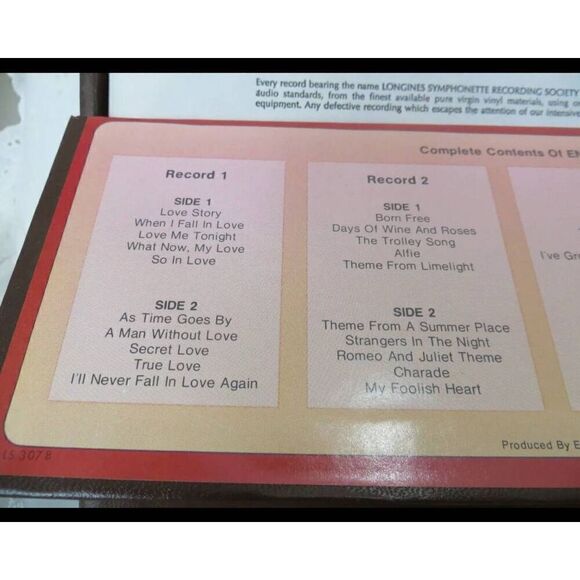 Every record bearing the name LONGINES SYMPHONETTE RECORDING SOCIETY
audio standards, from the finest available pure virgin vinyl materials, using
equipment. Any defective recording which escapes the attention of our intensive
Complete Contents Of
Record 1
SIDE 1
Love Story
When I Fall In Love
Love Me Tonight
What Now, My Love
So In Love
SIDE 2
As Time Goes By
A Man Without Love
Secret Love
True Love
I'll Never Fall In Love Again
Record 2
SIDE 1
Born Free
Days Of Wine And Roses
The Trolley Song
Alfie
Theme From Limelight
SIDE 2
Theme From A Summer Place
Strangers In The Night
Romeo And Juliet Theme
Charade
My Foolish Heart
I've Gr
Produced By E
LS 307B